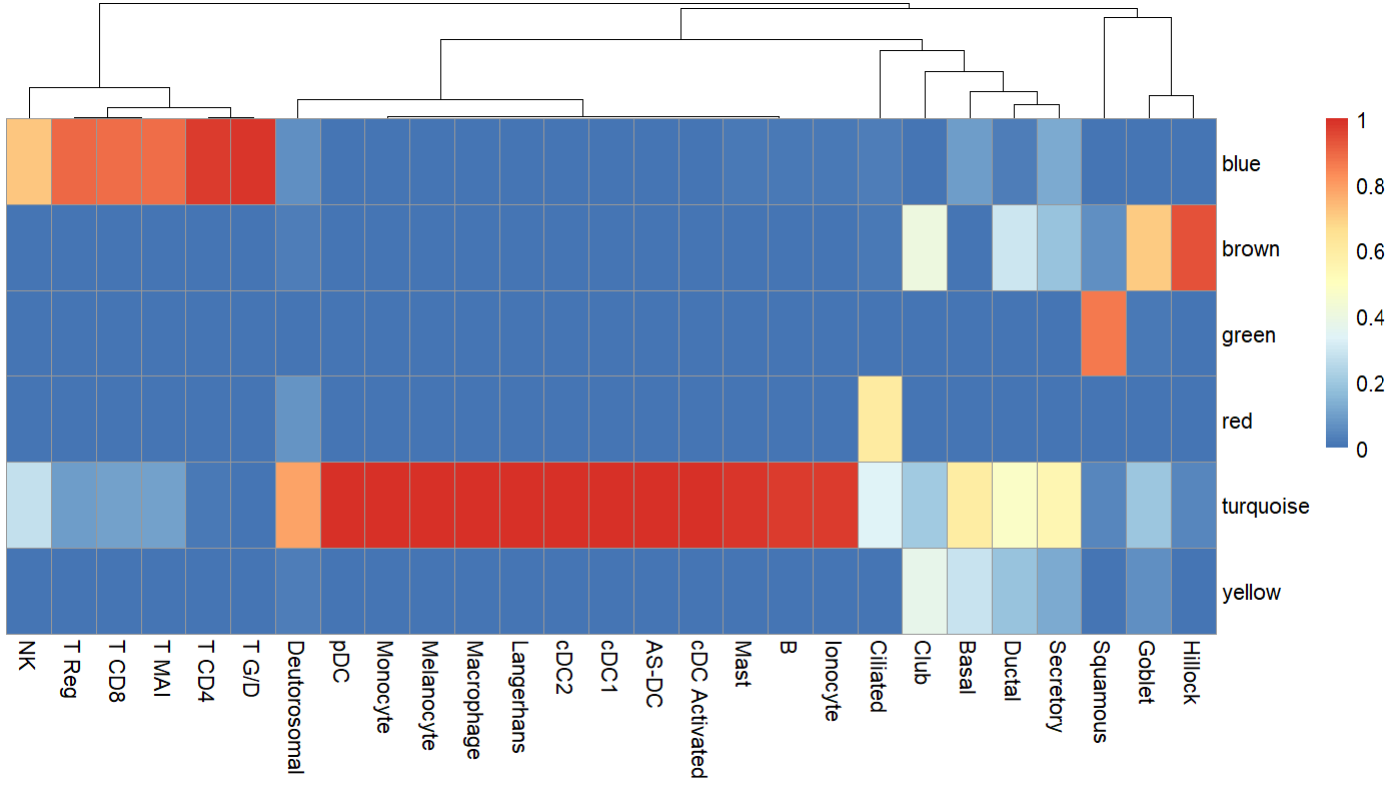 1
0.8
0.6
0.4
0.2
0
blue
brown
green
red
turquoise
yellow
NK
T Reg
T CD8
T MAI
T CD4
T G/D
Deutorosomal
pDC
Monocyte
Melanocyte
Macrophage
Langerhans
cDC2
cDC1
AS-DC
cDC Activated
Mast
B
Ionocyte
Ciliated
Club
Basal
Ductal
Secretory
Squamous
Goblet
Hillock